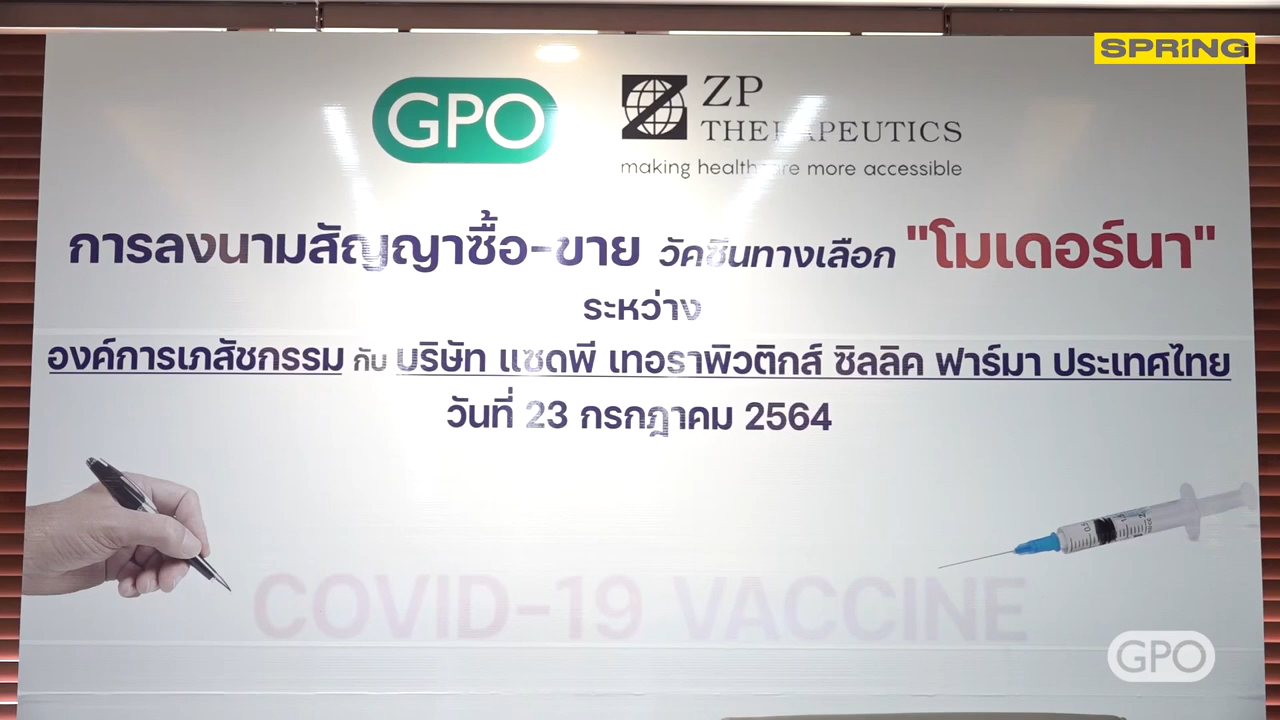 SPRiNG
GPO
ZP
THERAPEUTICS
making healthcare more accessible
การลงนามสัญญาซื้อ-ขาย วัคซีนทางเลือก "โมเดอร์นา"
ระหว่าง
องค์การเภสัชกรรม กับ บริษัท แซดพี เทอราพิวติกส์ ซิลลิค ฟาร์มา ประเทศไทย
วันที่ 23 กรกฎาคม 2564
COVID-19 VACCINE
GPO